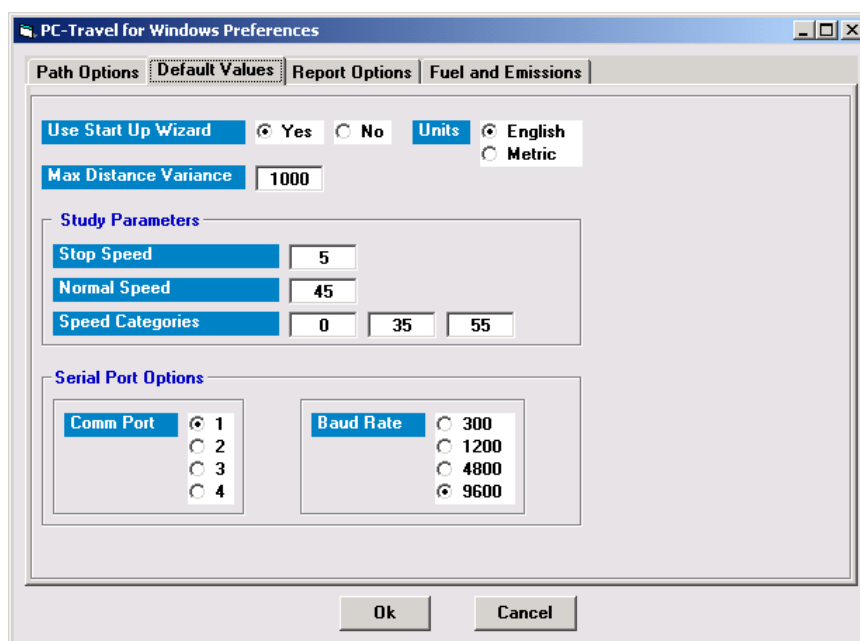 PC-Travel for Windows Preferences
Path Options Default Values Report Options Fuel and Emissions
Use Start Up Wizard Yes No Units English
Metric
Max Distance Variance 1000
Study Parameters
Stop Speed 5
Normal Speed 45
Speed Categories 0 35 55
Serial Port Options
Comm Port 1 Baud Rate 300
2 1200
3 4800
4 9600
Ok Cancel